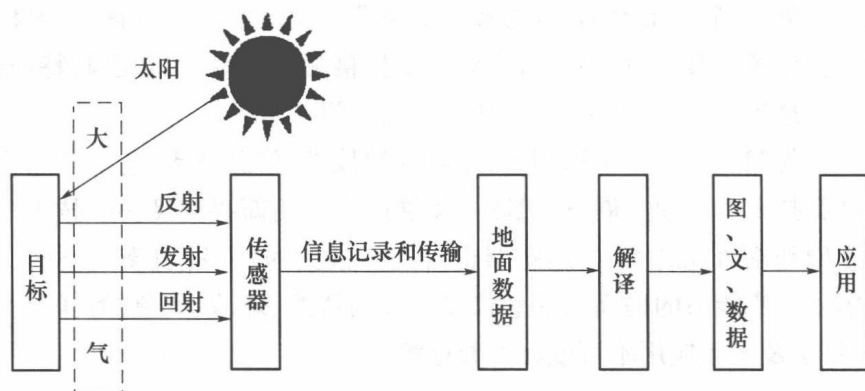 太阳
大
气
目标
反射
发射
回射
传感器
信息记录和传输
地面数据
解译
图、文、数据
应用